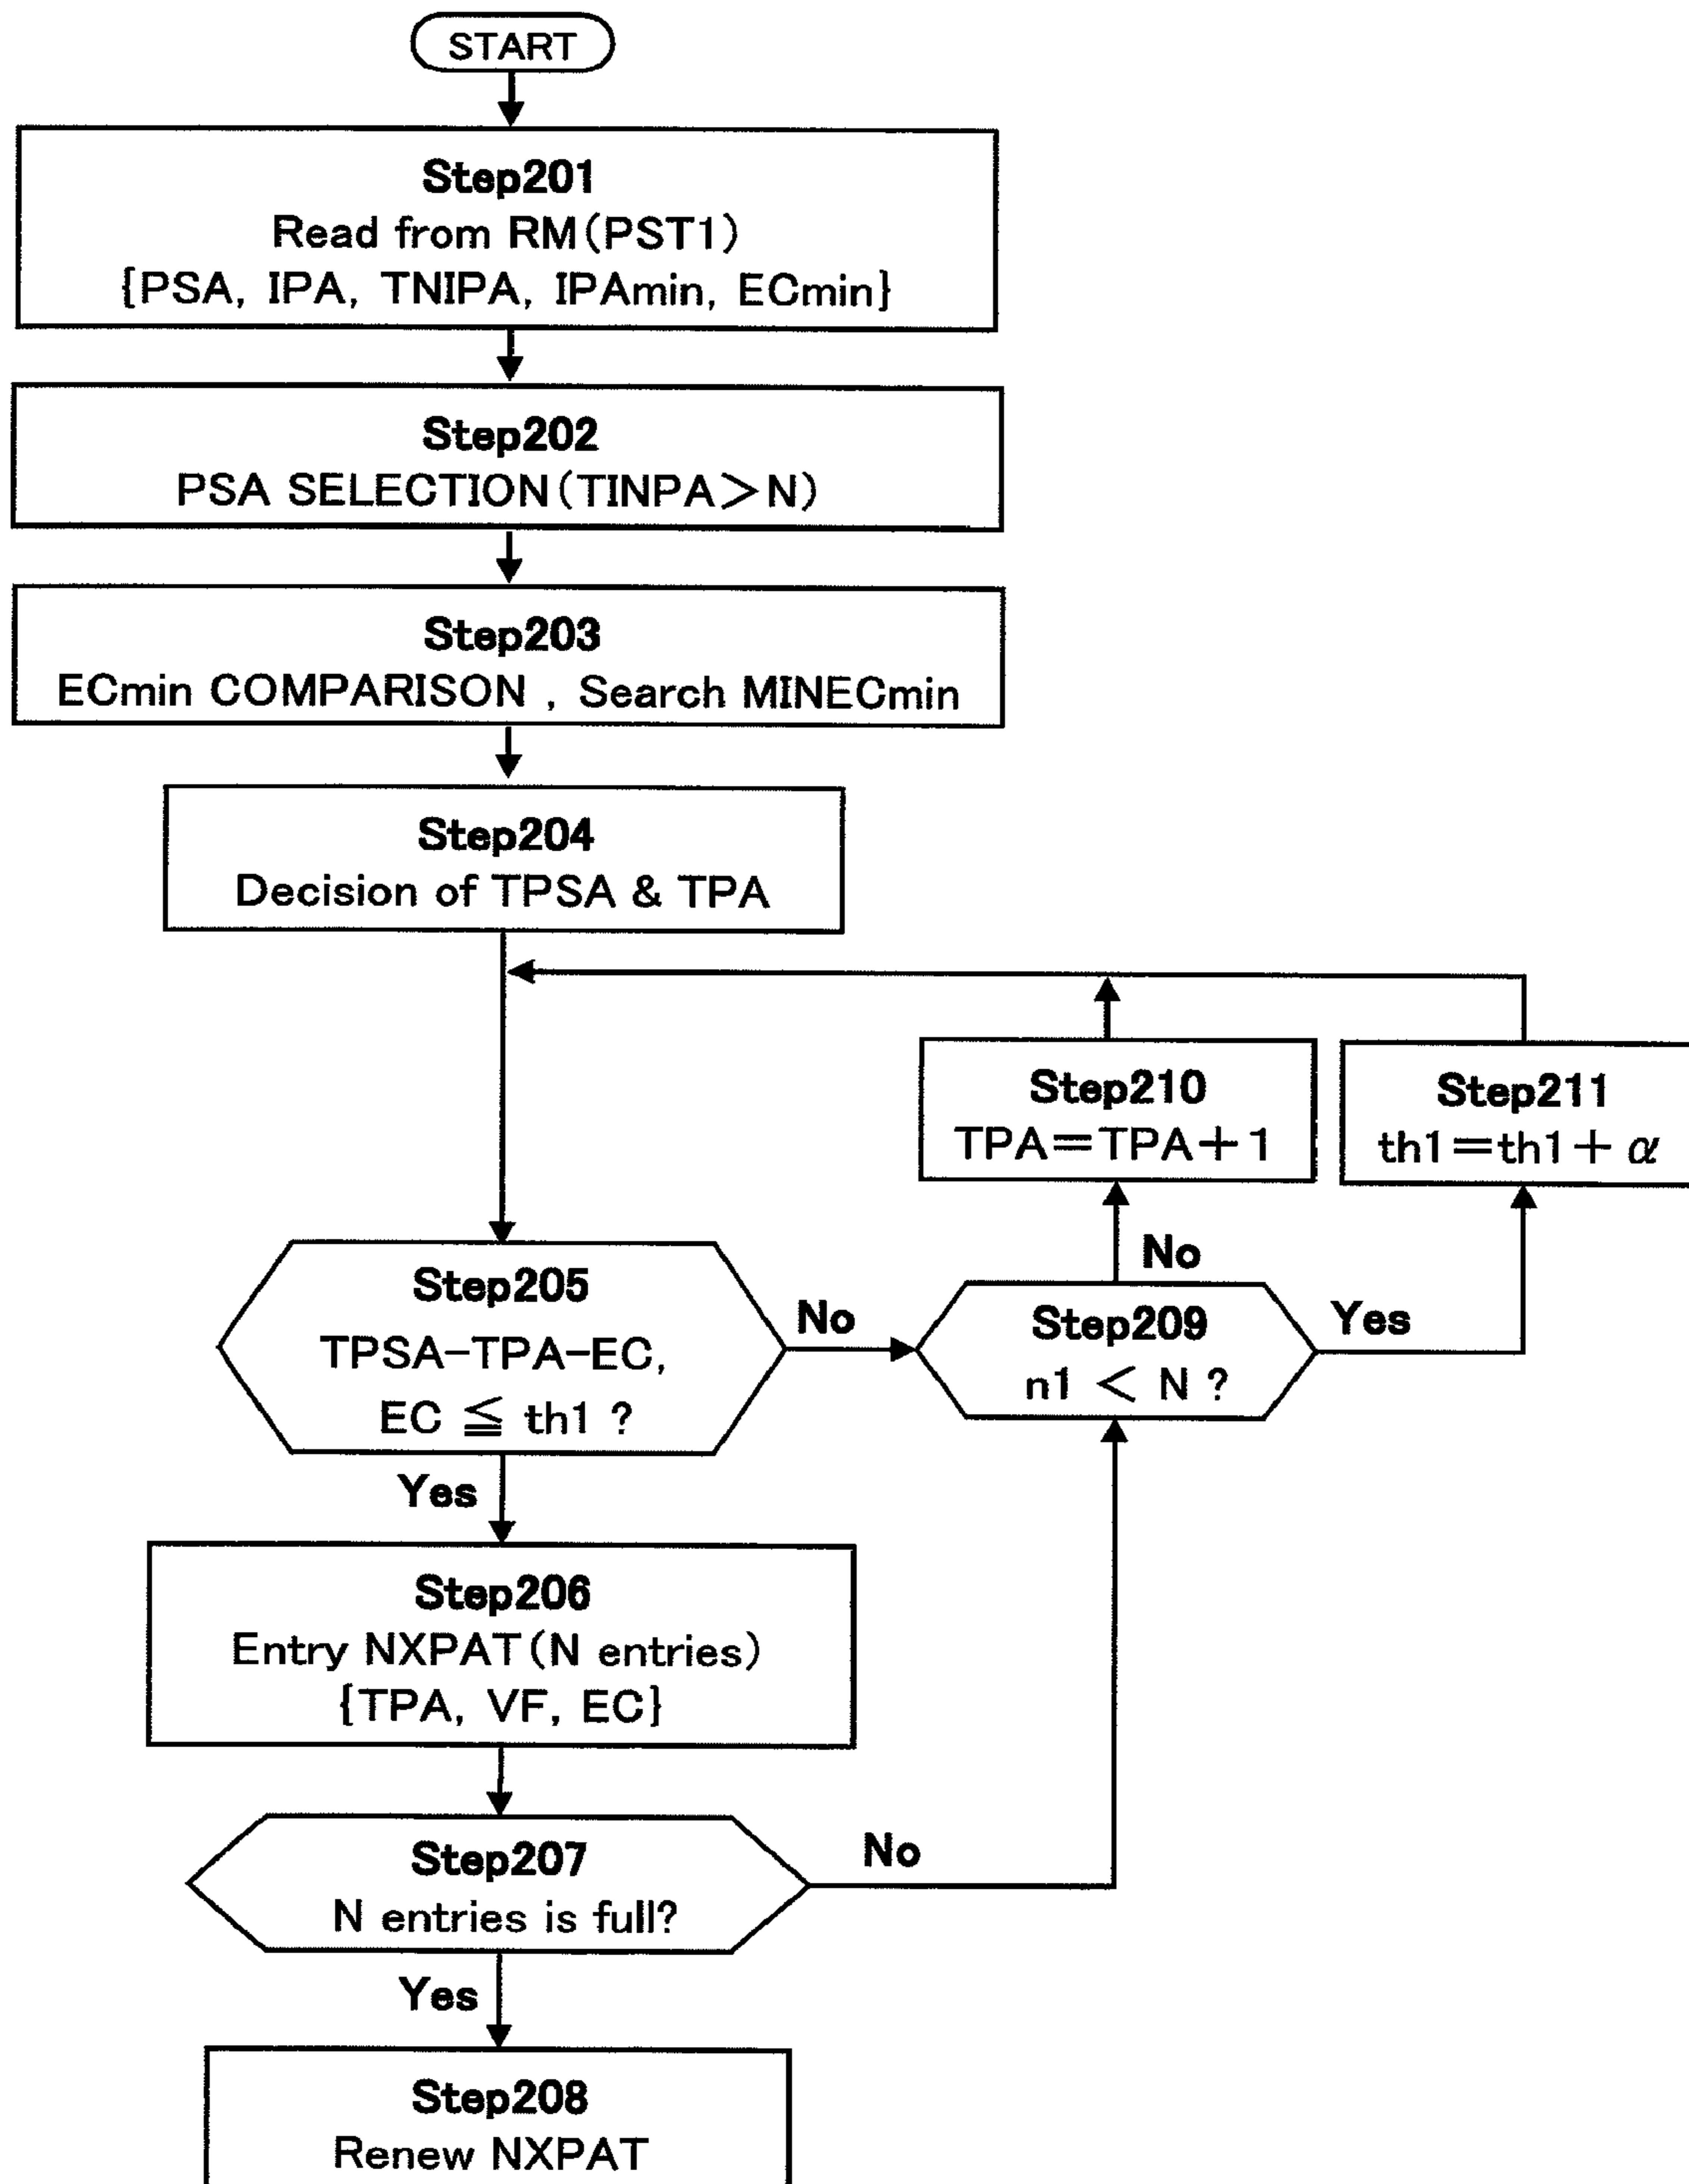 START
Step201
Read from RM(PST1)
{PSA, IPA, TNIPA, IPAmin, ECmin}
Step202
PSA SELECTION(TINPA＞N)
Step203
ECmin COMPARISON , Search MINECmin
Step204
Decision of TPSA & TPA
Step210
TPA＝TPA＋1
Step211
th1＝th1＋α
No
Step205
TPSA-TPA-EC,
EC ≦ th1 ?
No
Step209
n1 ＜ N ?
Yes
Yes
Step206
Entry NXPAT(N entries)
{TPA, VF, EC}
Step207
N entries is full?
No
Yes
Step208
Renew NXPAT